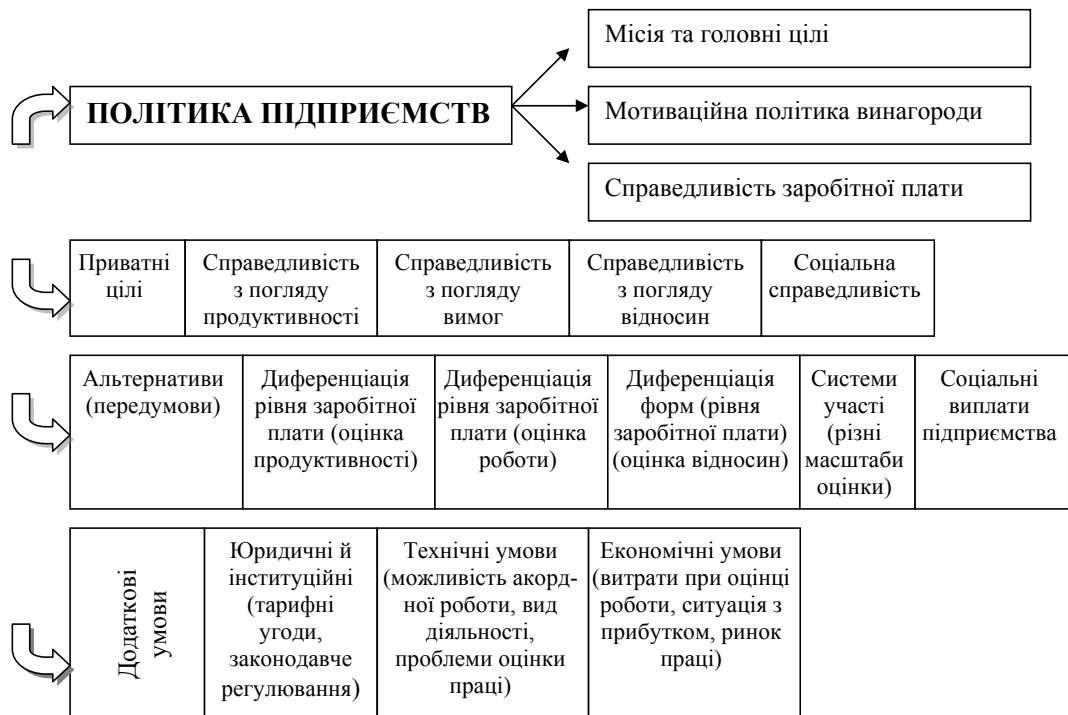 Місія та головні цілі
ПОЛІТИКА ПІДПРИЄМСТВ
Мотиваційна політика винагороди
Справедливість заробітної плати
Приватні
цілі
Справедливість
з погляду
продуктивності
Справедливість
з погляду
вимог
Справедливість
з погляду
відносин
Соціальна
справедливість
Альтернативи
(передумови)
Диференціація
рівня заробітної
плати (оцінка
продуктивності)
Диференціація
рівня заробітної
плати (оцінка
роботи)
Диференціація
форм (рівня
заробітної плати)
(оцінка відносин)
Системи
участі
(різні
масштаби
оцінки)
Соціальні
виплати
підприємства
Додаткові
умови
Юридичні й
інституційні
(тарифні
угоди,
законодавче
регулювання)
Технічні умови
(можливість акорд-
ної роботи, вид
діяльності,
проблеми оцінки
праці)
Економічні умови
(витрати при оцінці
роботи, ситуація з
прибутком, ринок
праці)